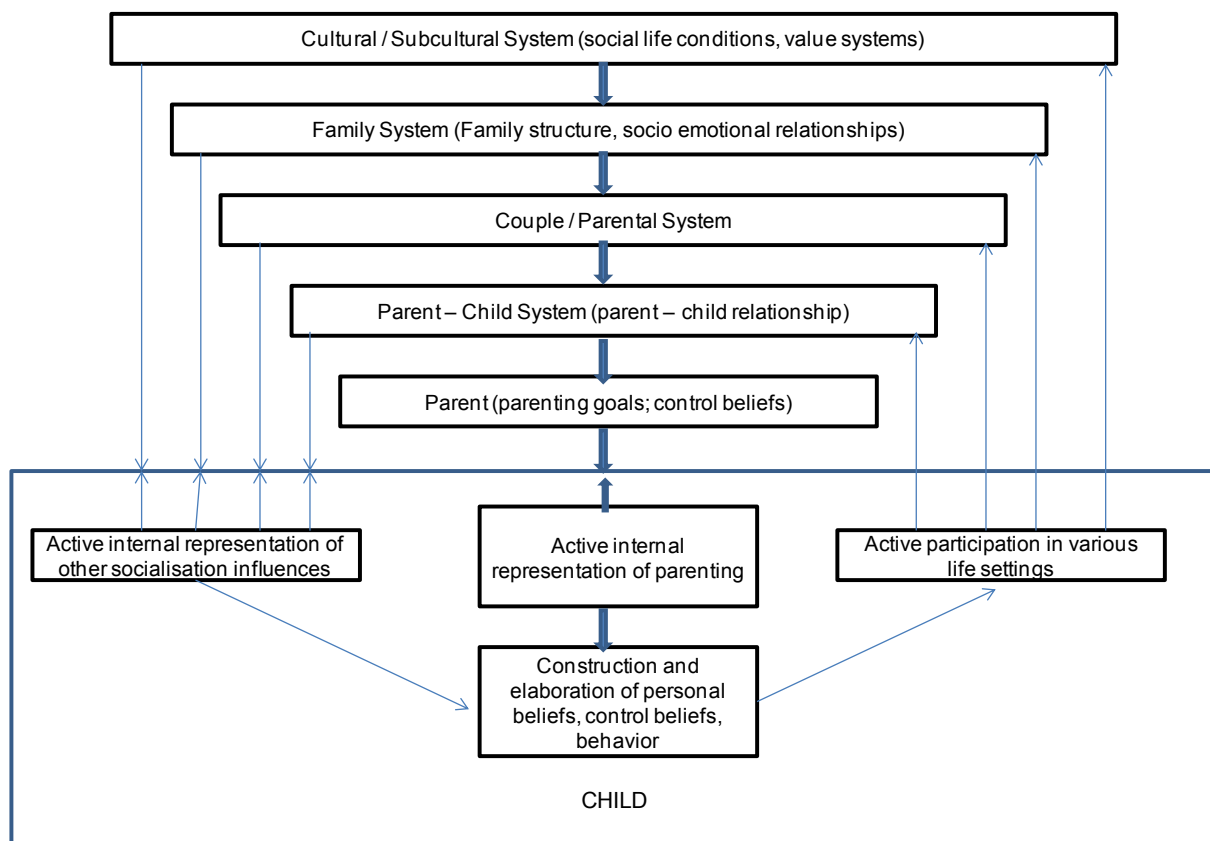 Cultural / Subcultural System (social life conditions, value systems)
Family System (Family structure, socio emotional relationships)
Couple / Parental System
Parent – Child System (parent – child relationship)
Parent (parenting goals; control beliefs)
Active internal representation of
other socialisation influences
Active internal
representation of parenting
Active participation in various
life settings
Construction and
elaboration of personal
beliefs, control beliefs,
behavior
CHILD